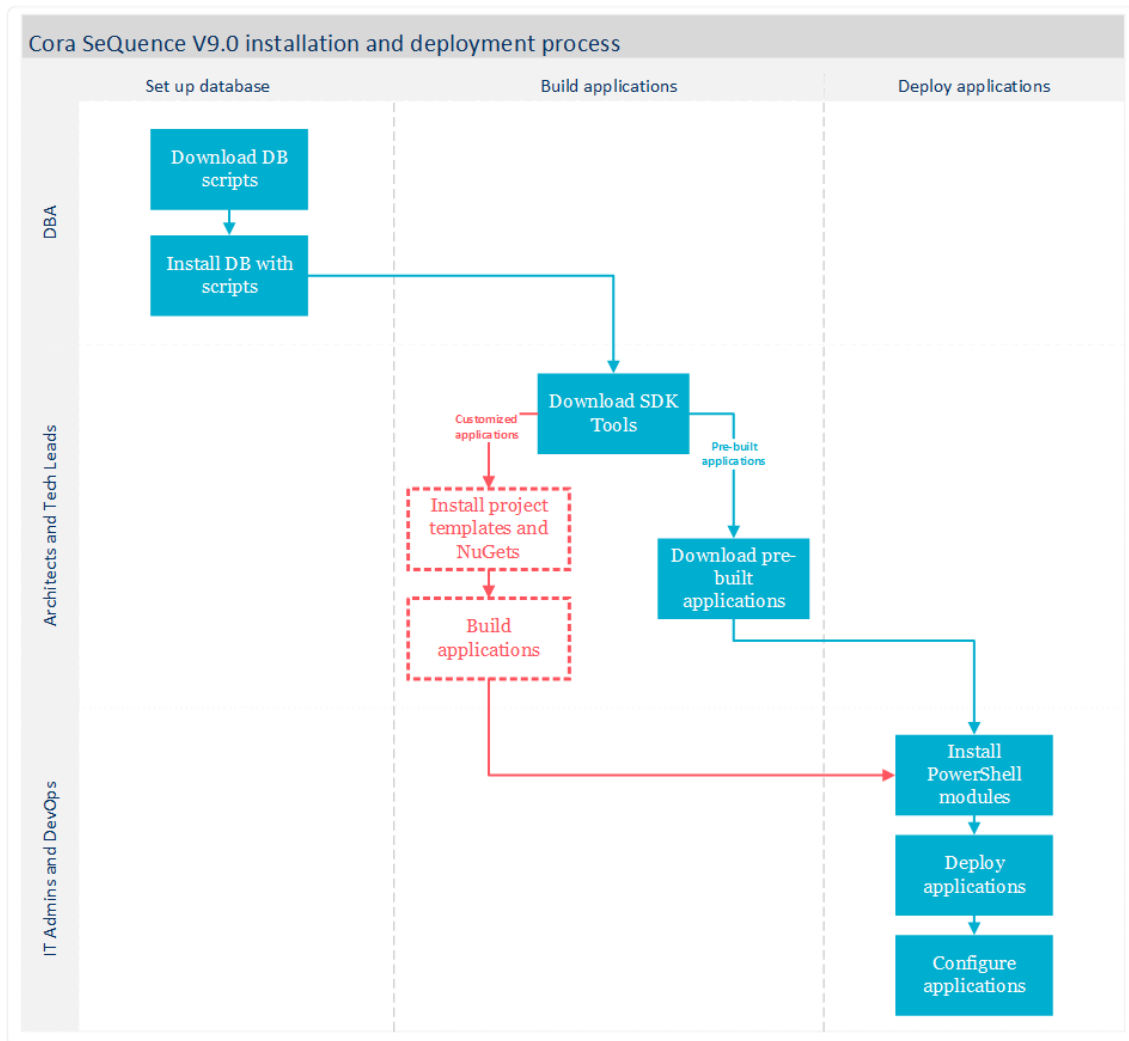 Cora SeQuence V9.0 installation and deployment process
Set up database
Build applications
Deploy applications
DBA
Download DB
scripts
Install DB with
scripts
Architects and Tech Leads
Download SDK
Tools
Customized
applications
Pre-built
applications
Install project
templates and
NuGets
Download pre-
built
applications
Build
applications
IT Admins and DevOps
Install
PowerShell
modules
Deploy
applications
Configure
applications